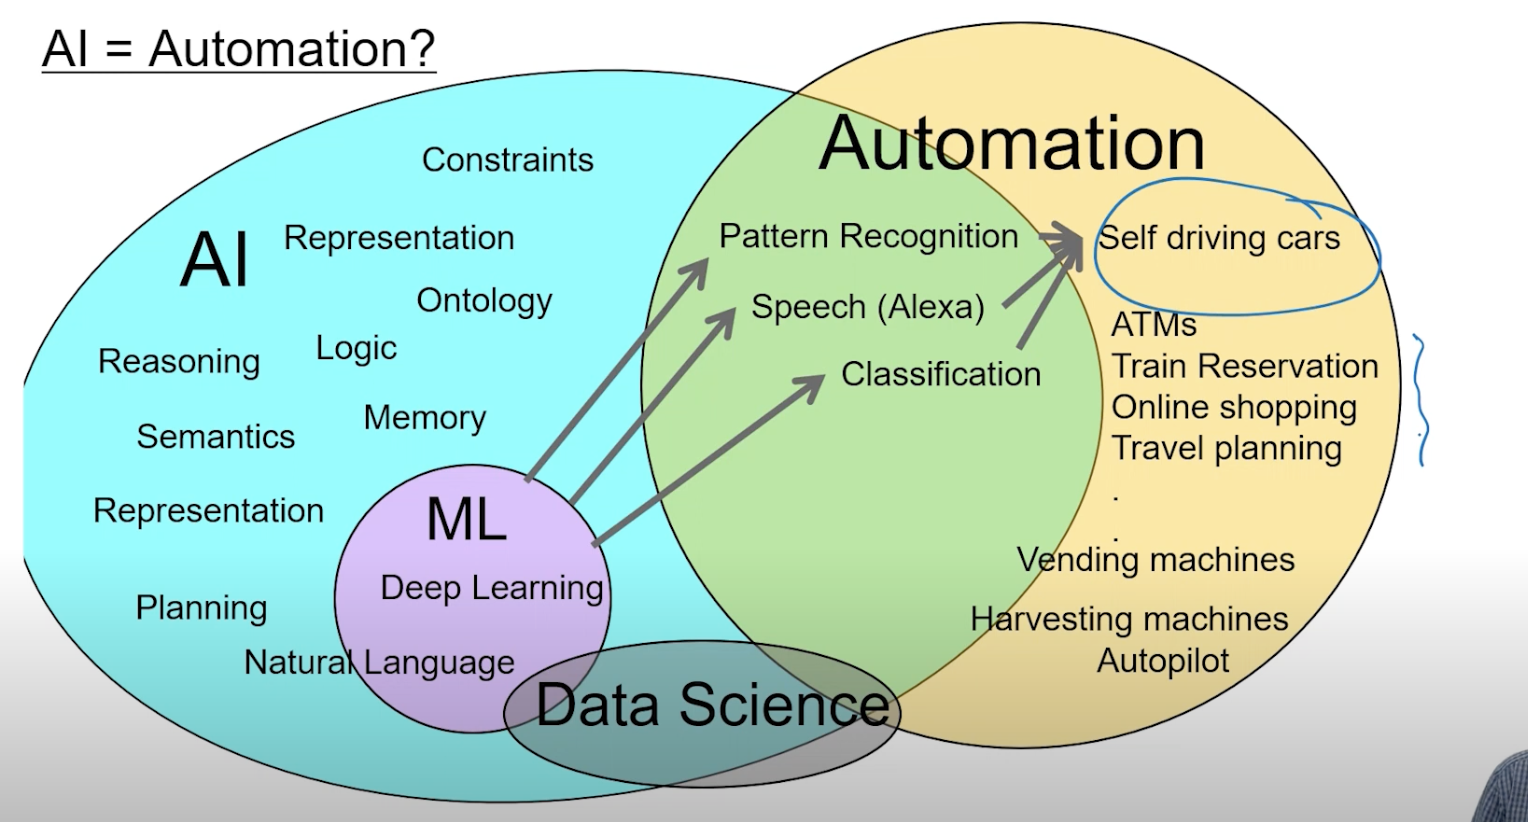 AI = Automation?
Automation
Constraints
AI
Representation
Pattern Recognition
Self driving cars
Ontology
Speech (Alexa)
ATMs
Logic
Reasoning
Train Reservation
Classification
Online shopping
Memory
Semantics
Travel planning
Representation
.
ML
.
Vending machines
Deep Learning
Planning
Harvesting machines
Natural Language
Autopilot
Data Science